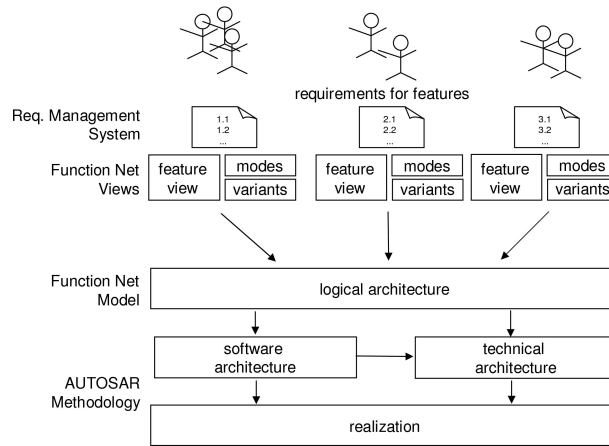 requirements for features
Req. Management
System
1.1
1.2
...
2.1
2.2
...
3.1
3.2
...
Function Net
Views
feature
view
modes
variants
feature
view
modes
variants
feature
view
modes
variants
Function Net
Model
logical architecture
software
architecture
technical
architecture
AUTOSAR
Methodology
realization